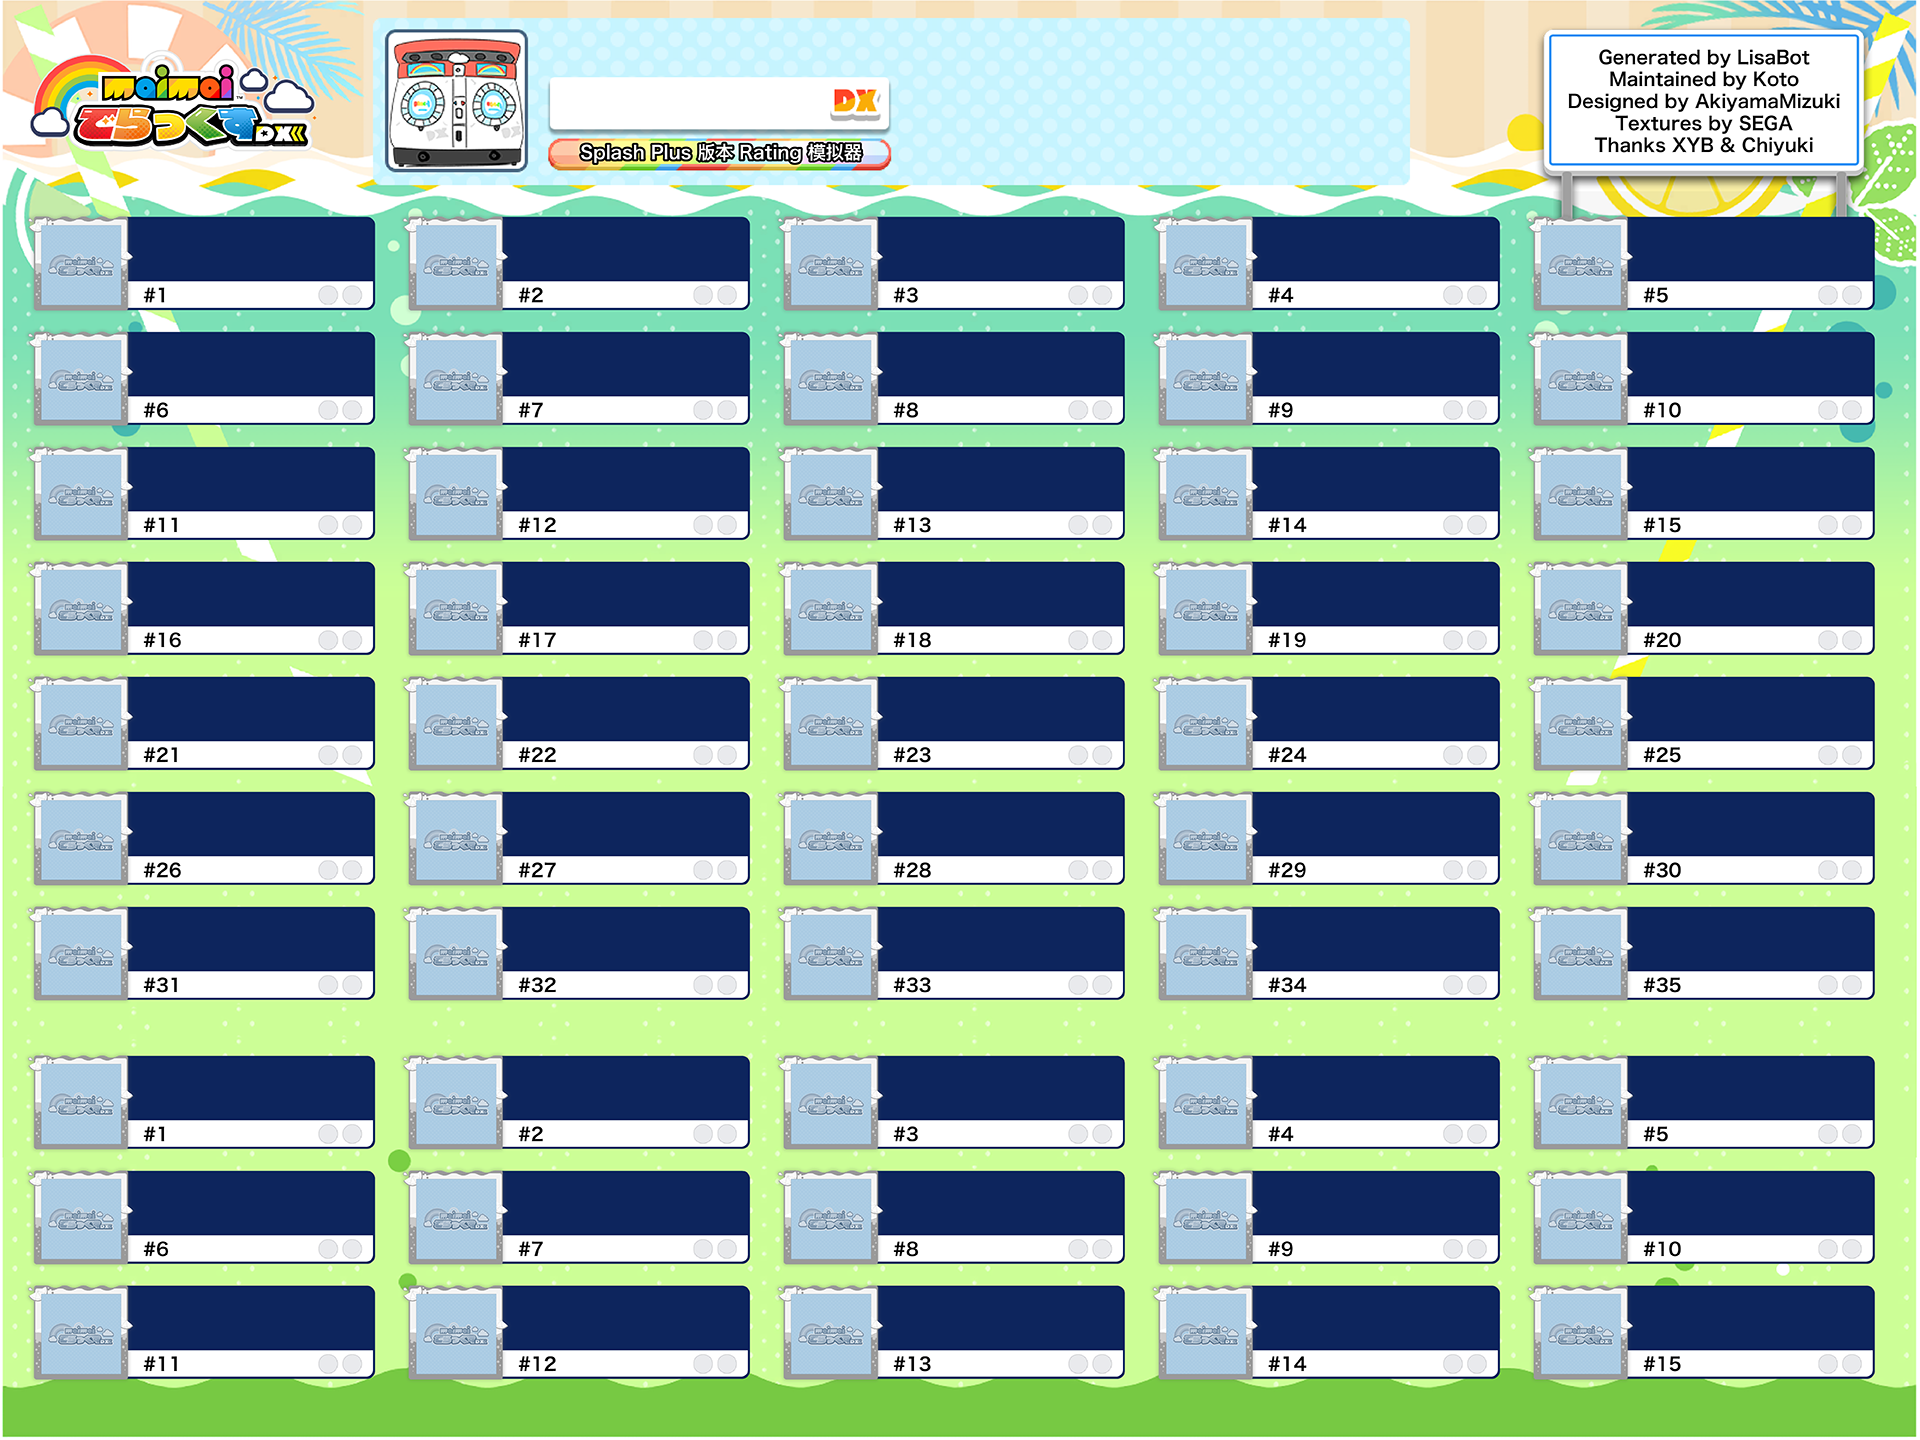 maimai
でらっくす DX
DX
Splash Plus 版本 Rating 模拟器
Generated by LisaBot
Maintained by Koto
Designed by AkiyamaMizuki
Textures by SEGA
Thanks XYB & Chiyuki
#1 #2 #3 #4 #5
#6 #7 #8 #9 #10
#11 #12 #13 #14 #15
#16 #17 #18 #19 #20
#21 #22 #23 #24 #25
#26 #27 #28 #29 #30
#31 #32 #33 #34 #35
#1 #2 #3 #4 #5
#6 #7 #8 #9 #10
#11 #12 #13 #14 #15